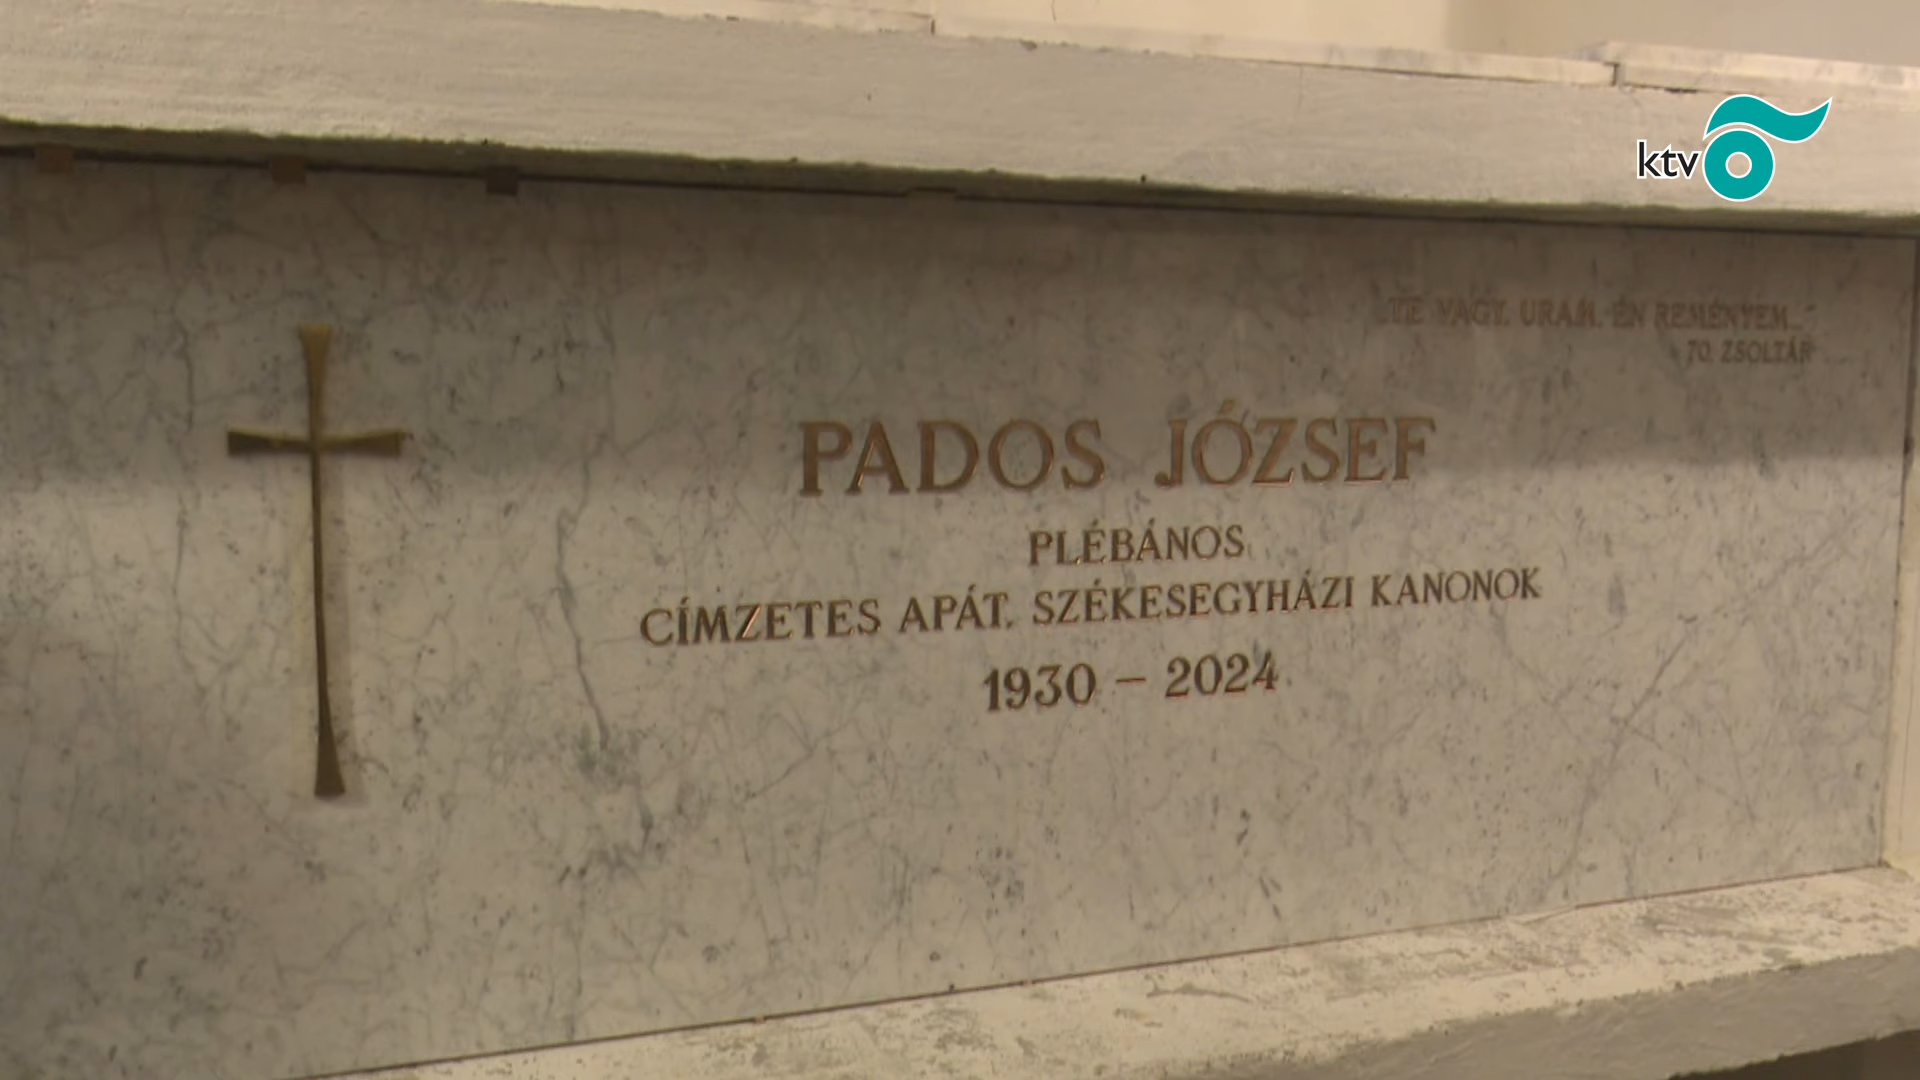 ktv
„TE VAGY, URAM, ÉN REMÉNYEM..."
70. ZSOLTÁR
PADOS JÓZSEF
PLÉBÁNOS
CÍMZETES APÁT, SZÉKESEGYHÁZI KANONOK
1930 – 2024